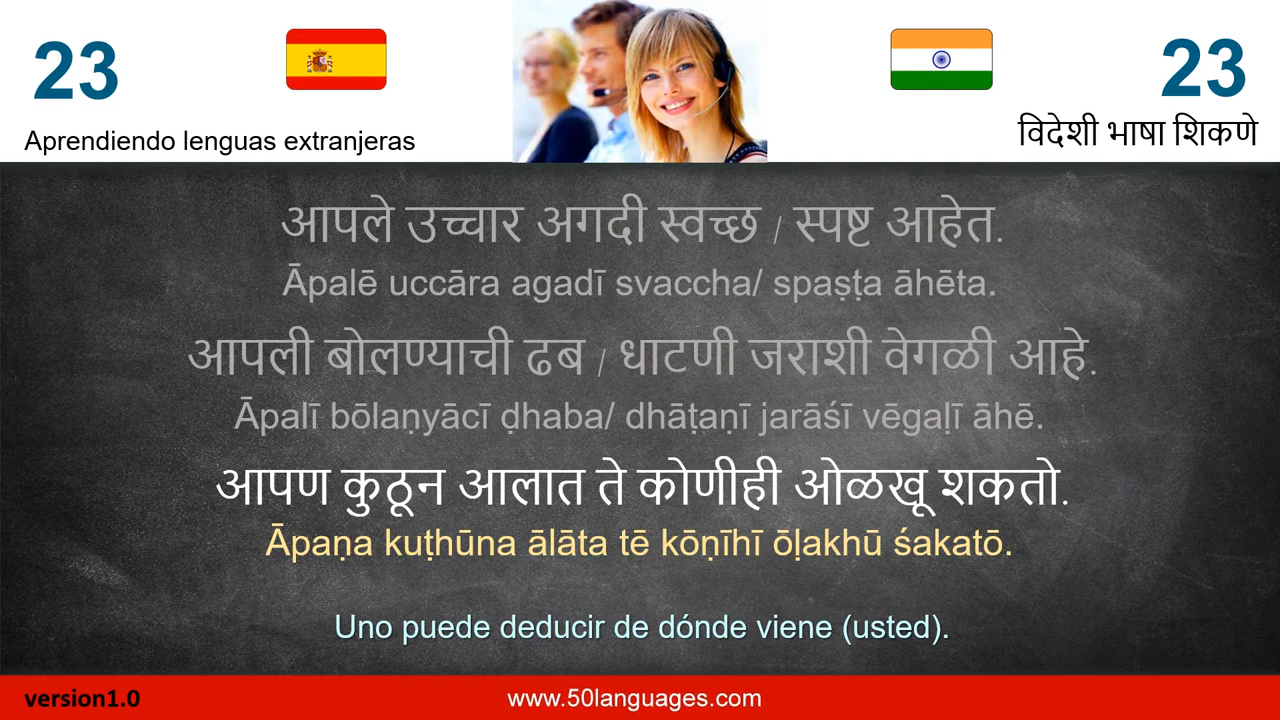 23
23
Aprendiendo lenguas extranjeras
विदेशी भाषा शिकणे
आपले उच्चार अगदी स्वच्छ / स्पष्ट आहेत.
Āpalē uccāra agadī svaccha/ spaṣṭa āhēta.
आपली बोलण्याची ढब / धाटणी जराशी वेगळी आहे.
Āpalī bōlaṇyācī ḍhaba/ dhāṭaṇī jarāśī vēgaḷī āhē.
आपण कुठून आलात ते कोणीही ओळखू शकतो.
Āpaṇa kuṭhūna ālāta tē kōṇīhī ōḷakhū śakatō.
Uno puede deducir de dónde viene (usted).
version1.0
www.50languages.com